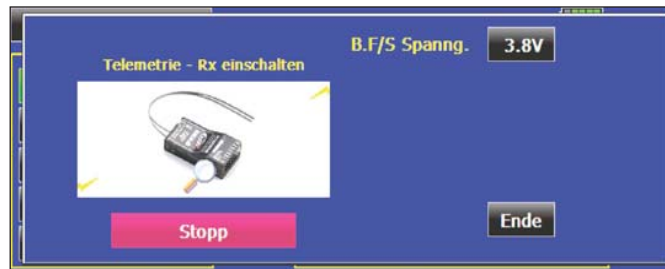 B.F/S Spanng. 3.8V
Telemetrie - Rx einschalten
Stopp
Ende